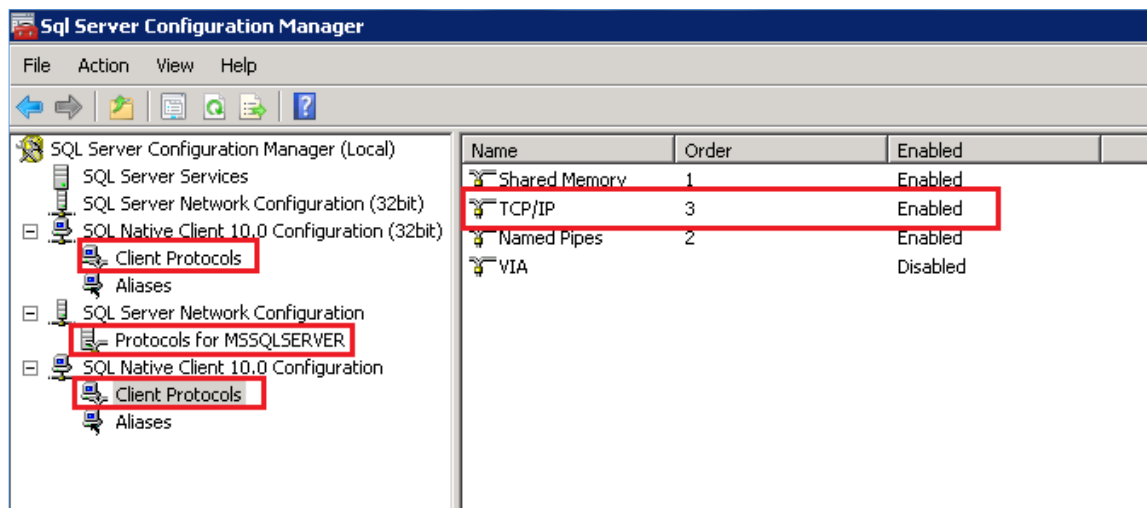 Sql Server Configuration Manager
File Action View Help
SQL Server Configuration Manager (Local)
SQL Server Services
SQL Server Network Configuration (32bit)
SQL Native Client 10.0 Configuration (32bit)
Client Protocols
Aliases
SQL Server Network Configuration
Protocols for MSSQLSERVER
SQL Native Client 10.0 Configuration
Client Protocols
Aliases
Name Order Enabled
Shared Memory 1 Enabled
TCP/IP 3 Enabled
Named Pipes 2 Enabled
VIA Disabled